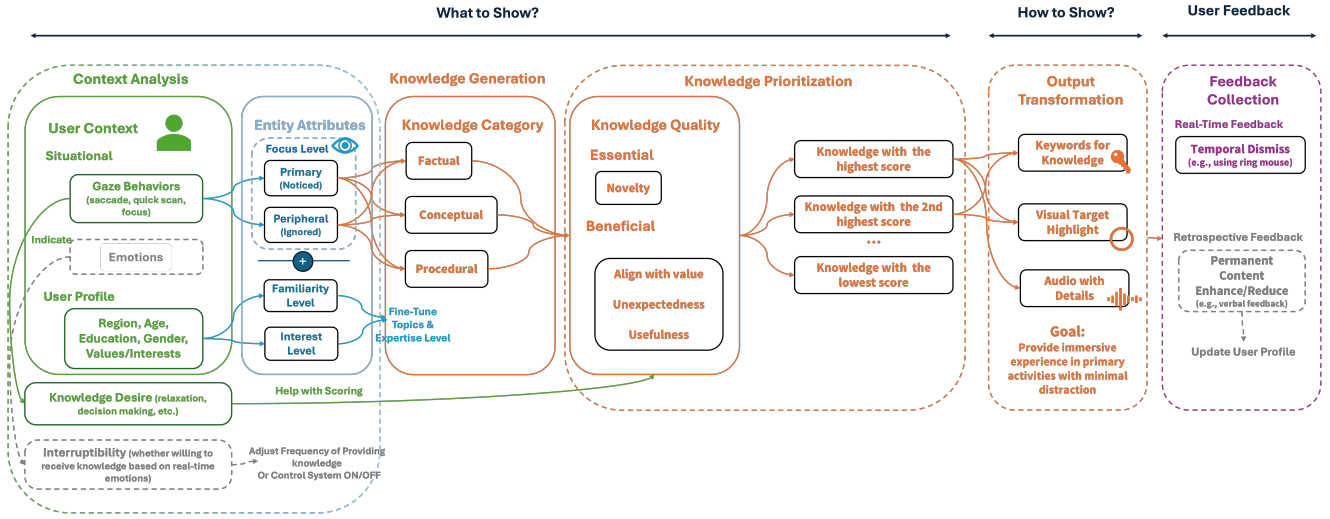 What to Show?
How to Show?
User Feedback
Context Analysis
User Context
Situational
Gaze Behaviors
(saccade, quick scan,
focus)
Indicate
Emotions
User Profile
Region, Age,
Education, Gender,
Values/Interests
Knowledge Desire (relaxation,
decision making, etc.)
Interruptibility (whether willing to
receive knowledge based on real-time
emotions)
Entity Attributes
Focus Level
Primary
(Noticed)
Peripheral
(Ignored)
+
Familiarity
Level
Interest
Level
Fine-Tune
Topics &
Expertise Level
Help with Scoring
Adjust Frequency of Providing
knowledge
Or Control System ON/OFF
Knowledge Generation
Knowledge Category
Factual
Conceptual
Procedural
Knowledge Prioritization
Knowledge Quality
Essential
Novelty
Beneficial
Align with value
Unexpectedness
Usefulness
Knowledge with the
highest score
Knowledge with the 2nd
highest score
...
Knowledge with the
lowest score
Output
Transformation
Keywords for
Knowledge
Visual Target
Highlight
Audio with
Details
Goal:
Provide immersive
experience in primary
activities with minimal
distraction
Feedback
Collection
Real-Time Feedback
Temporal Dismiss
(e.g., using ring mouse)
Retrospective Feedback
Permanent
Content
Enhance/Reduce
(e.g., verbal feedback)
Update User Profile